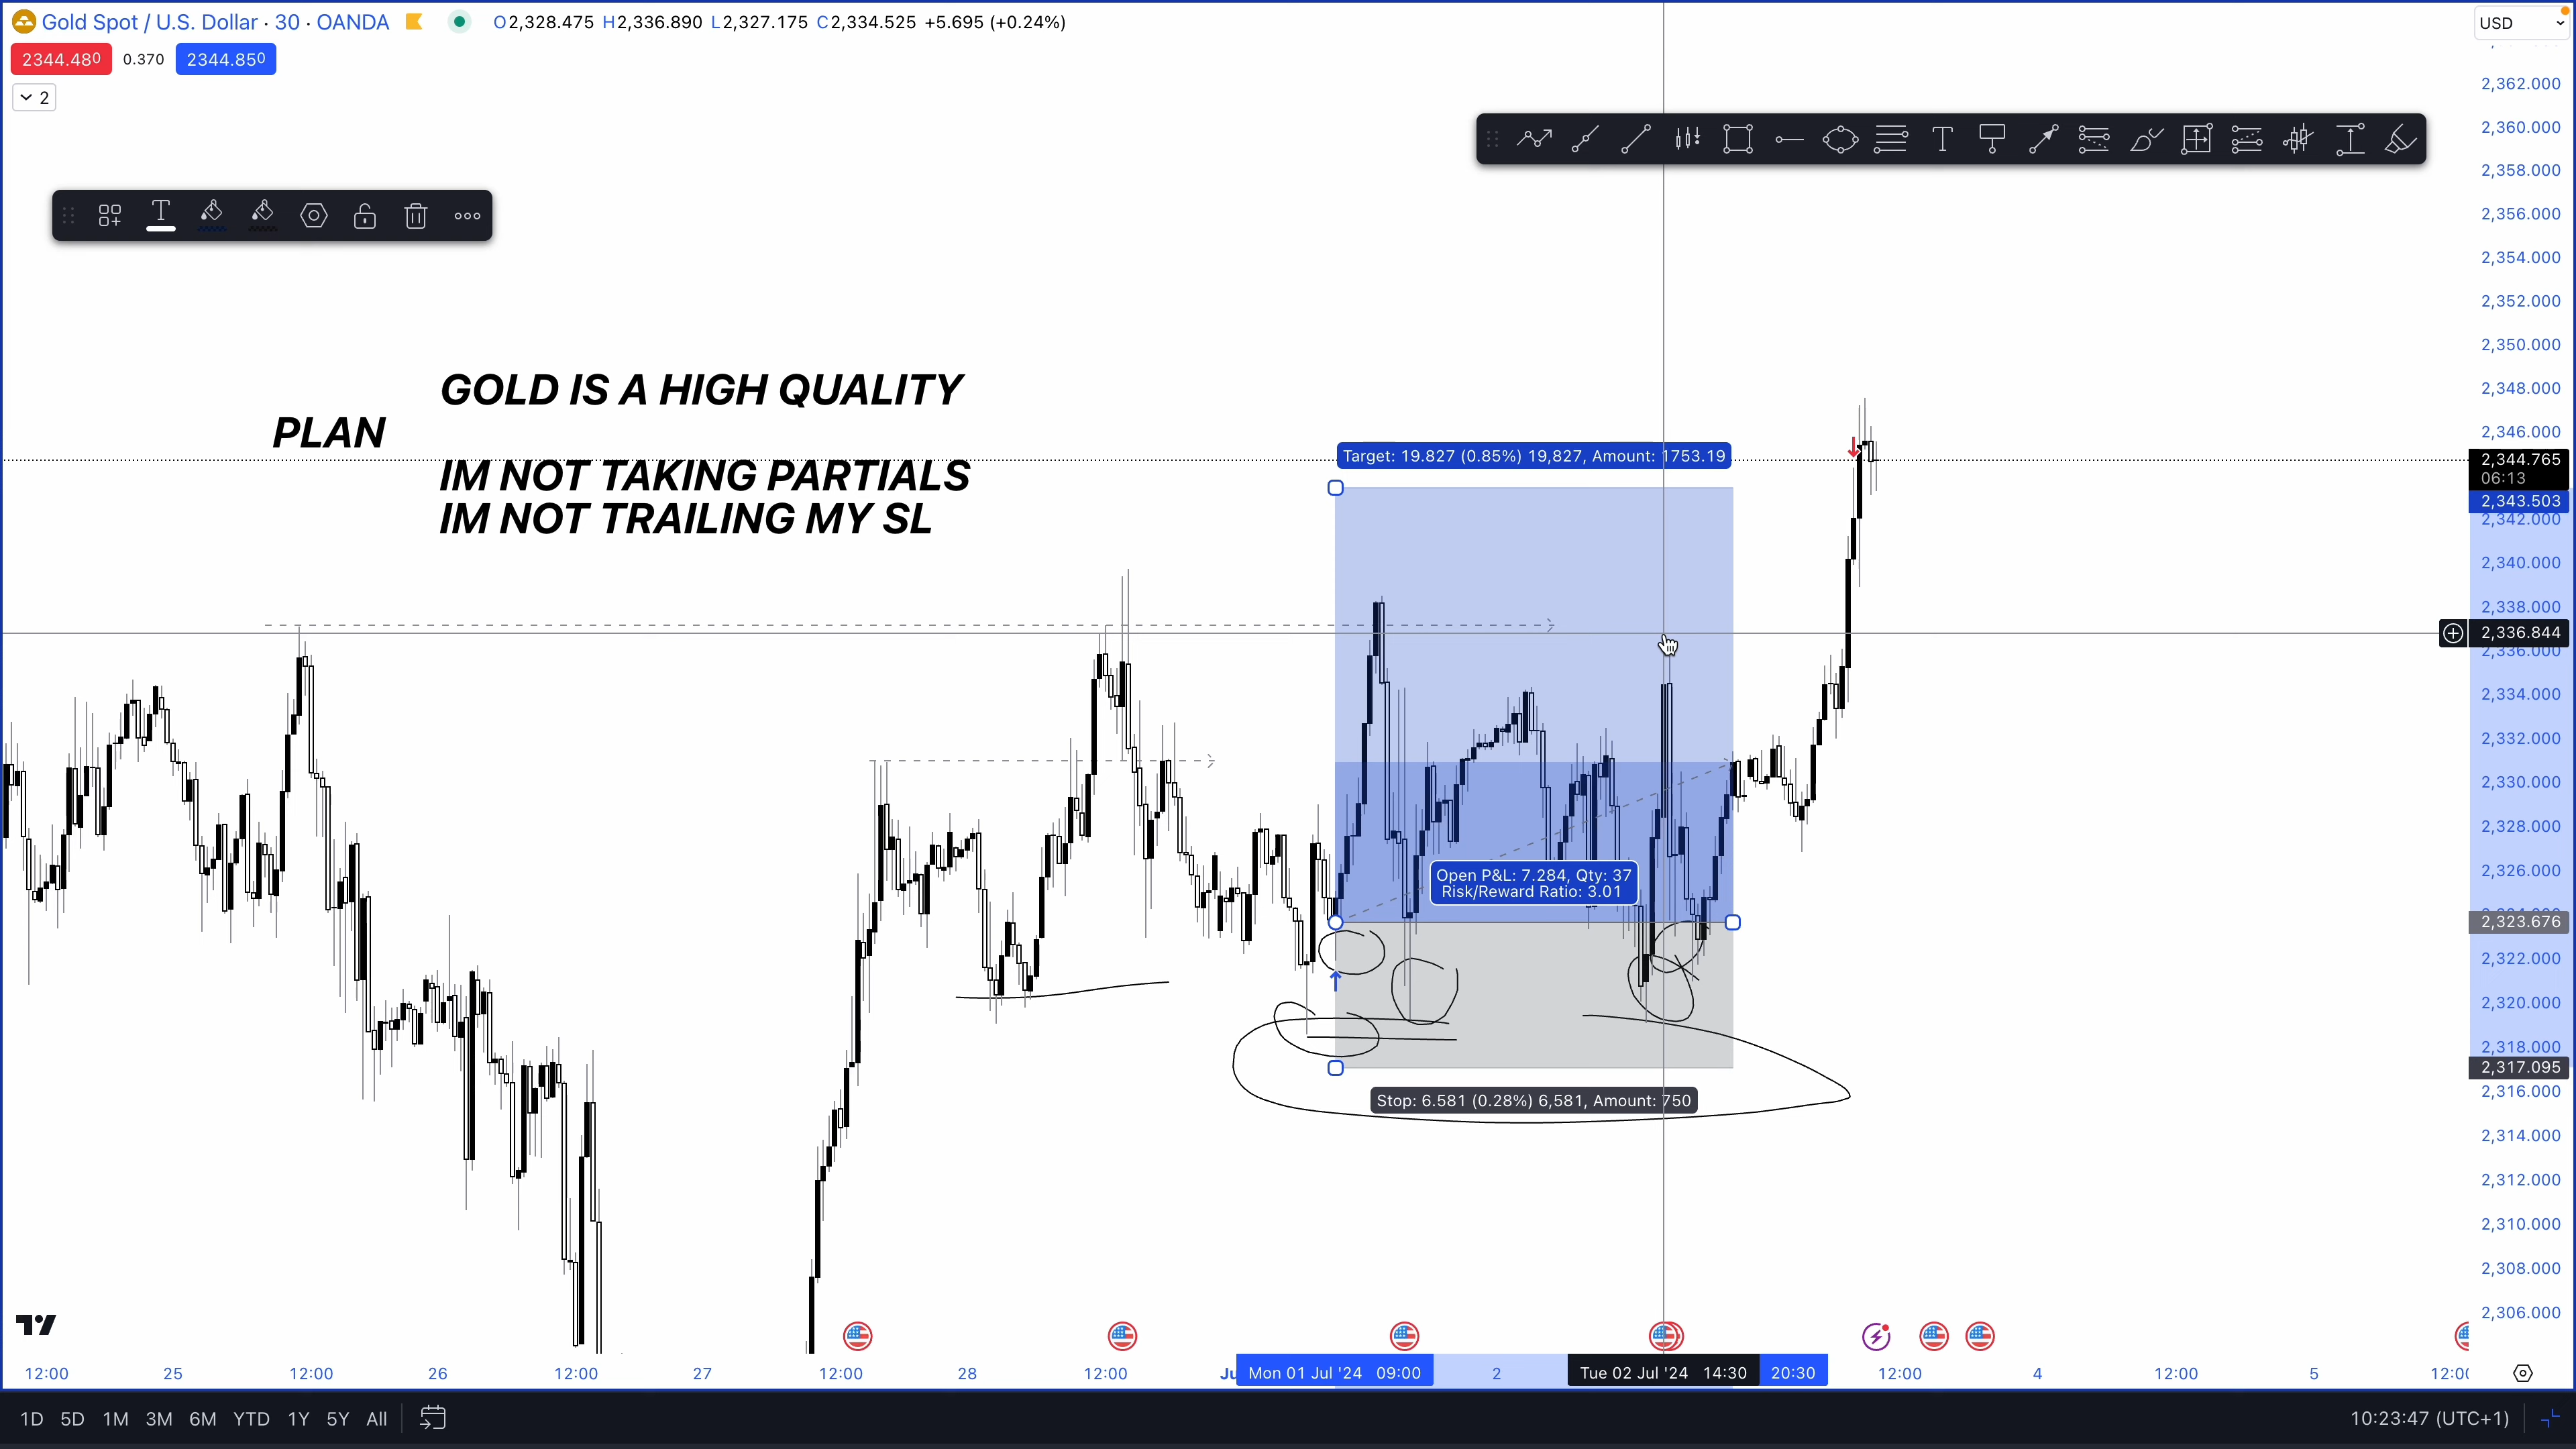 Gold Spot / U.S. Dollar · 30 · OANDA
O2,328.475 H2,336.890 L2,327.175 C2,334.525 +5.695 (+0.24%)
USD
2344.480
0.370
2344.850
2
2,362.000
2,360.000
2,358.000
2,356.000
2,354.000
2,352.000
2,350.000
2,348.000
2,346.000
2,344.765
06:13
2,343.503
2,342.000
2,340.000
2,338.000
2,336.844
2,336.000
2,334.000
2,332.000
2,330.000
2,328.000
2,326.000
2,323.676
2,322.000
2,320.000
2,318.000
2,317.095
2,316.000
2,314.000
2,312.000
2,310.000
2,308.000
2,306.000
GOLD IS A HIGH QUALITY
PLAN
IM NOT TAKING PARTIALS
IM NOT TRAILING MY SL
Target: 19.827 (0.85%) 19,827, Amount: 1753.19
Open P&L: 7.284, Qty: 37
Risk/Reward Ratio: 3.01
Stop: 6.581 (0.28%) 6,581, Amount: 750
12:00 25 12:00 26 12:00 27 12:00 28 12:00 Ju Mon 01 Jul '24 09:00 2 Tue 02 Jul '24 14:30 20:30 12:00 4 12:00 5 12:00
1D 5D 1M 3M 6M YTD 1Y 5Y All
10:23:47 (UTC+1)